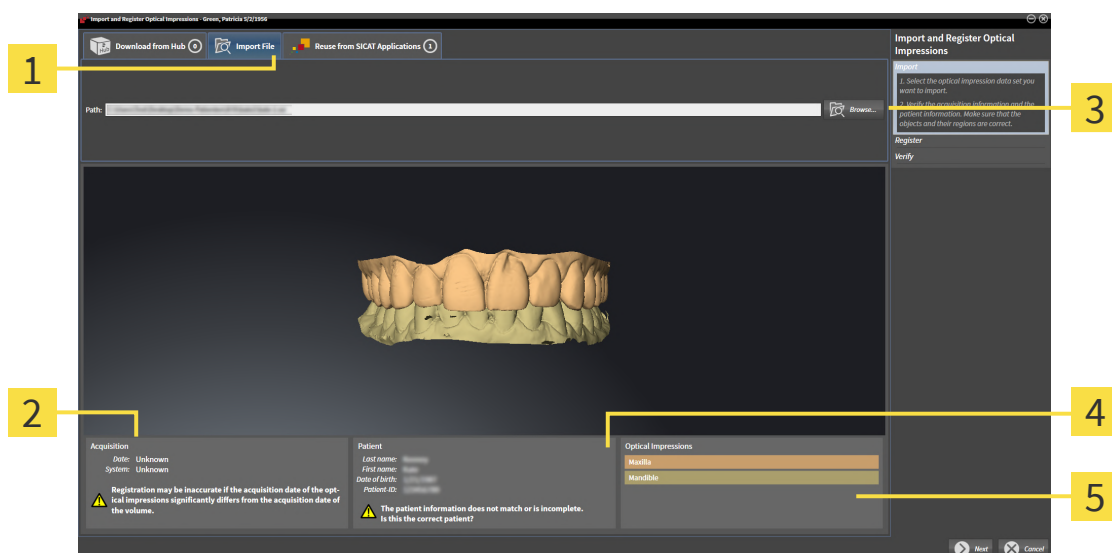 Import and Register Optical Impressions - Green, Patricia 5/2/1956
Download from Hub 0
Import File
Reuse from SICAT Applications 1
Import and Register Optical
Impressions
Import
1. Select the optical impression data set you
want to import.
2. Verify the acquisition information and the
patient information. Make sure that the
objects and their regions are correct.
Register
Verify
1
Path:
Browse...
3
2
Acquisition
Date: Unknown
System: Unknown
Registration may be inaccurate if the acquisition date of the opt-
ical impressions significantly differs from the acquisition date of
the volume.
Patient
Last name:
First name:
Date of birth:
Patient-ID:
The patient information does not match or is incomplete.
Is this the correct patient?
Optical Impressions
Maxilla
Mandible
4
5
Next
Cancel